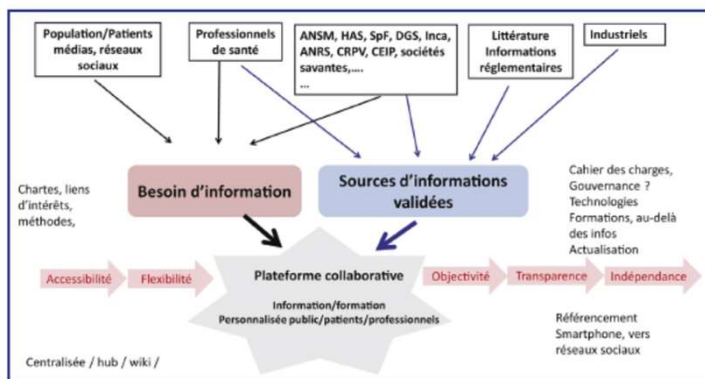 Population/Patients
médias, réseaux
sociaux
Professionnels
de santé
ANSM, HAS, SpF, DGS, Inca,
ANRS, CRPV, CEIP, sociétés
savantes,....
...
Littérature
Informations
réglementaires
Industriels
Chartes, liens
d'intérêts,
méthodes,
Besoin d'information
Sources d'informations
validées
Cahier des charges,
Gouvernance ?
Technologies
Formations, au-delà
des infos
Actualisation
Accessibilité
Flexibilité
Plateforme collaborative
Information/formation
Personnalisée public/patients/professionnels
Objectivité
Transparence
Indépendance
Référencement
Smartphone, vers
réseaux sociaux
Centralisée / hub / wiki /